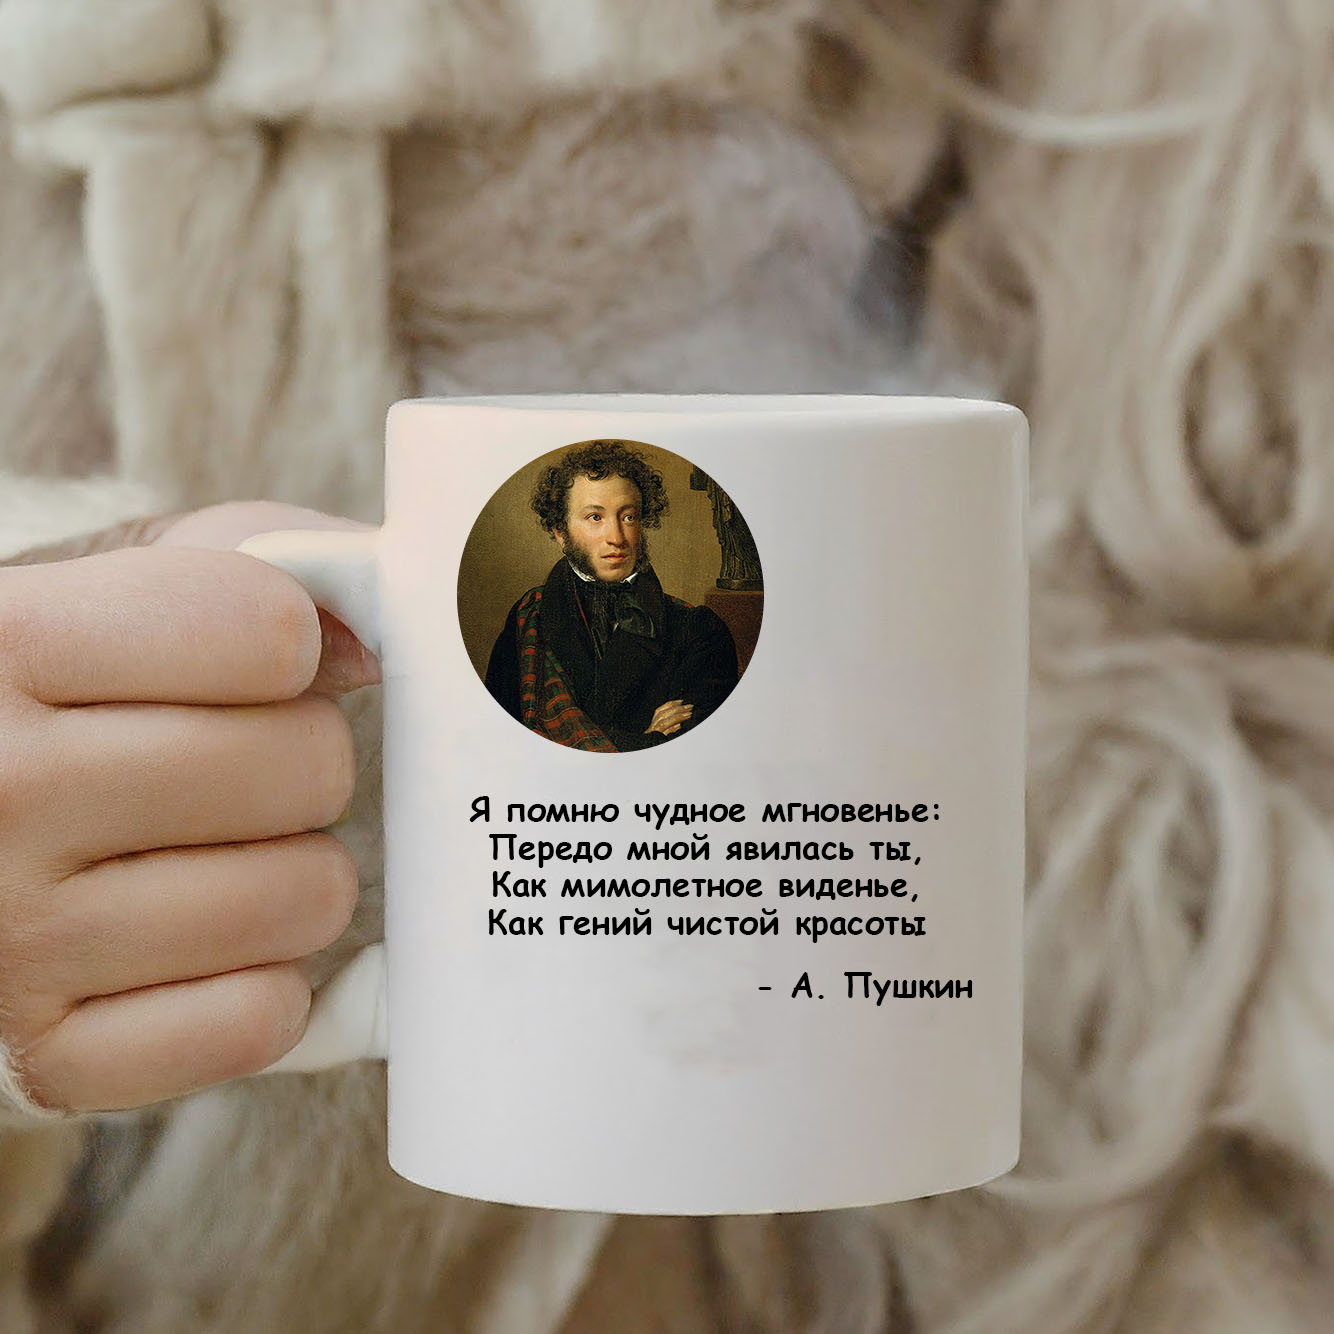 Я помню чудное мгновенье:
Передо мной явилась ты,
Как мимолетное виденье,
Как гений чистой красоты
- А. Пушкин